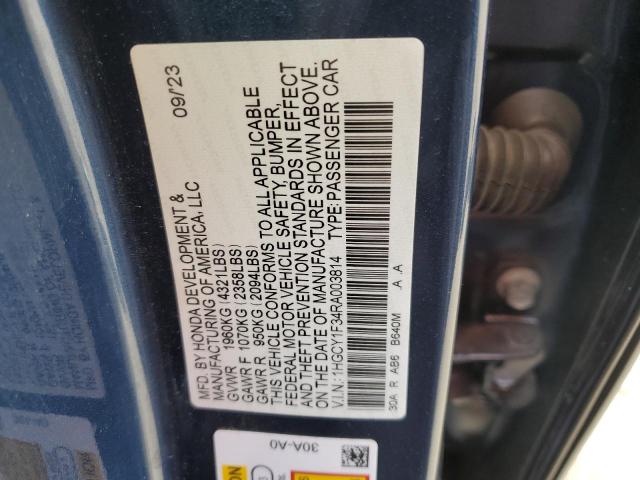 MFD. BY HONDA DEVELOPMENT & 09/'23
MANUFACTURING OF AMERICA, LLC
GVWR 1960KG (4321LBS)
GAWR F 1070KG (2358LBS)
GAWR R 950KG (2094LBS)
THIS VEHICLE CONFORMS TO ALL APPLICABLE
FEDERAL MOTOR VEHICLE SAFETY, BUMPER,
AND THEFT PREVENTION STANDARDS IN EFFECT
ON THE DATE OF MANUFACTURE SHOWN ABOVE.
V.I.N.: 1HGCY1F34RA003814 TYPE: PASSENGER CAR
30A R AB6 B640M A A
30A-A0